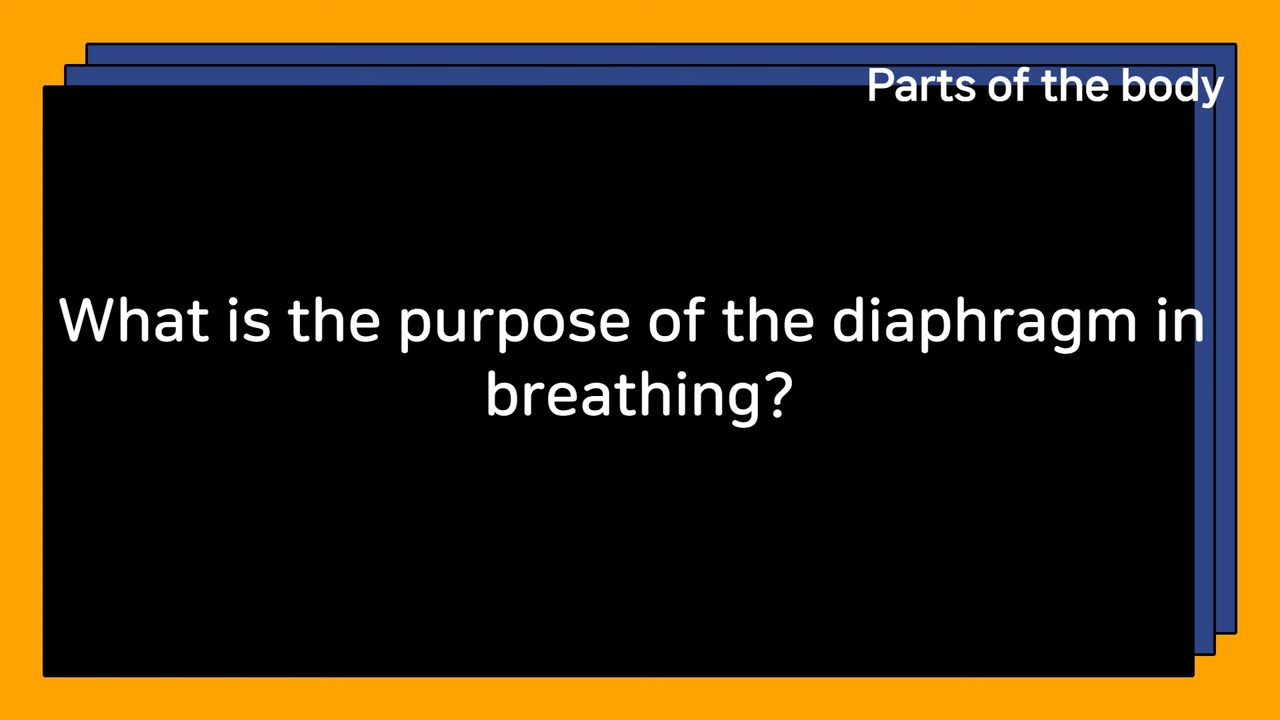 Parts of the body
What is the purpose of the diaphragm in
breathing?